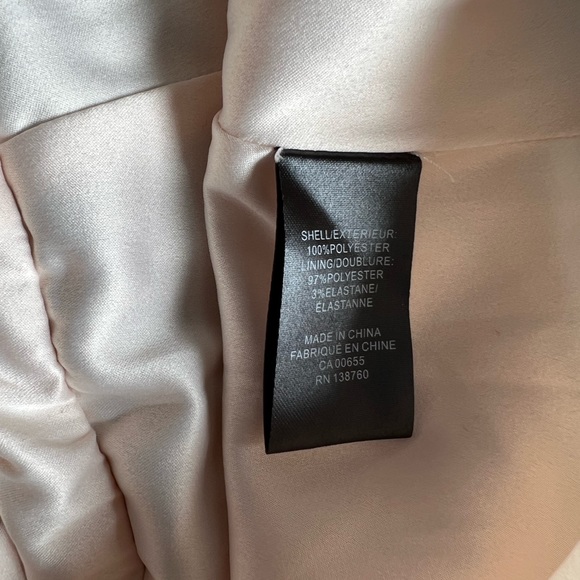 SHELL/EXTERIEUR:
100%POLYESTER
LINING/DOUBLURE:
97%POLYESTER
3%ELASTANE/
ÉLASTANNE
MADE IN CHINA
FABRIQUÉ EN CHINE
CA 00655
RN 138760